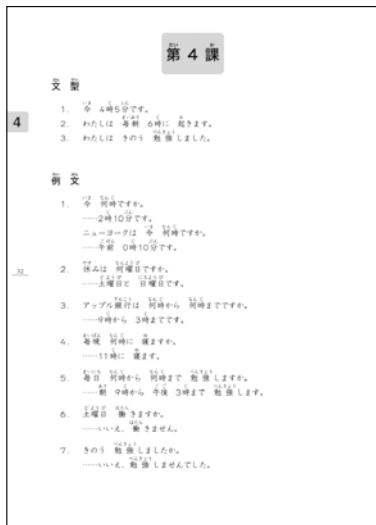 第 4 課
文型
1. 今 4時5分です。
2. わたしは 毎朝 6時に 起きます。
3. わたしは きのう 勉強しました。
4
例文
1. 今 何時ですか。
……2時10分です。
ニューヨークは 今 何時ですか。
……午前 0時10分です。
2. 休みは 何曜日ですか。
……土曜日と 日曜日です。
3. アップル銀行は 何時から 何時までですか。
……9時から 3時までです。
4. 毎晩 何時に 寝ますか。
……11時に 寝ます。
5. 毎日 何時から 何時まで 勉強しますか。
……朝 9時から 午後 3時まで 勉強します。
6. 土曜日 働きますか。
……いいえ、働きません。
7. きのう 勉強しましたか。
……いいえ、勉強しませんでした。